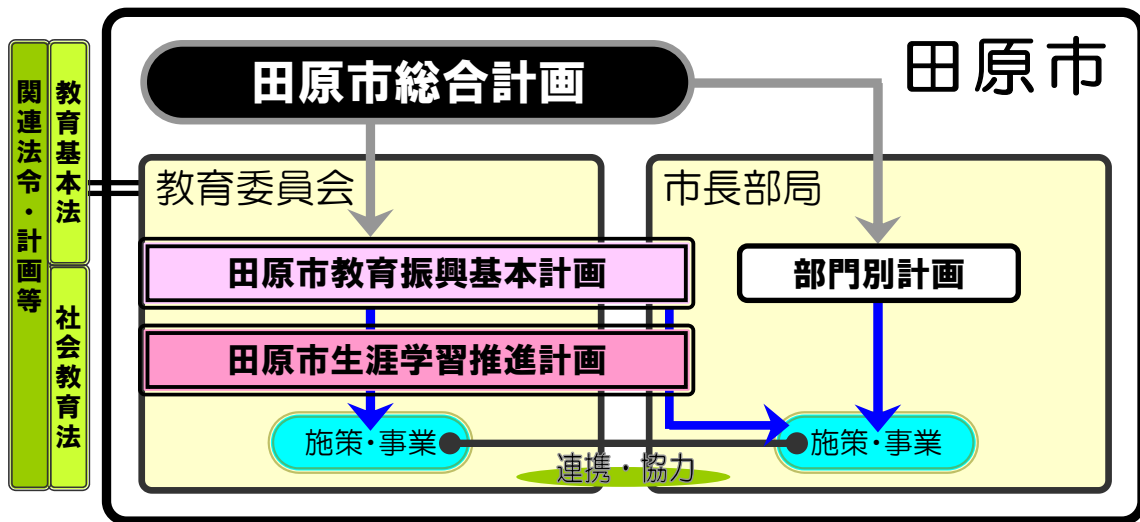 田原市
田原市総合計画
関連法令・計画等
教育基本法
社会教育法
教育委員会
市長部局
田原市教育振興基本計画
部門別計画
田原市生涯学習推進計画
施策・事業
施策・事業
連携・協力